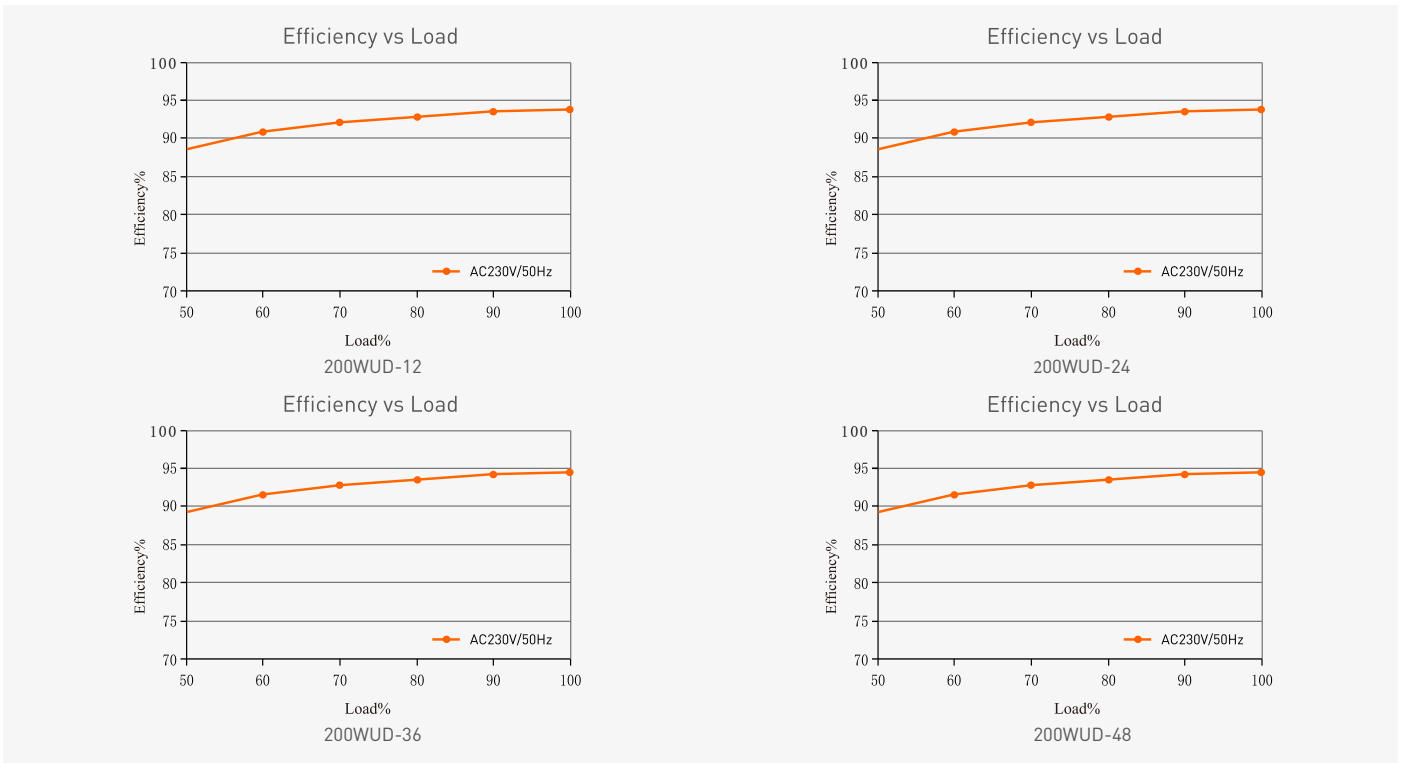 Efficiency vs Load
100
95
90
85
80
75
70
Efficiency%
AC230V/50Hz
50 60 70 80 90 100
Load%
200WUD-12
Efficiency vs Load
100
95
90
85
80
75
70
Efficiency%
AC230V/50Hz
50 60 70 80 90 100
Load%
200WUD-24
Efficiency vs Load
100
95
90
85
80
75
70
Efficiency%
AC230V/50Hz
50 60 70 80 90 100
Load%
200WUD-36
Efficiency vs Load
100
95
90
85
80
75
70
Efficiency%
AC230V/50Hz
50 60 70 80 90 100
Load%
200WUD-48